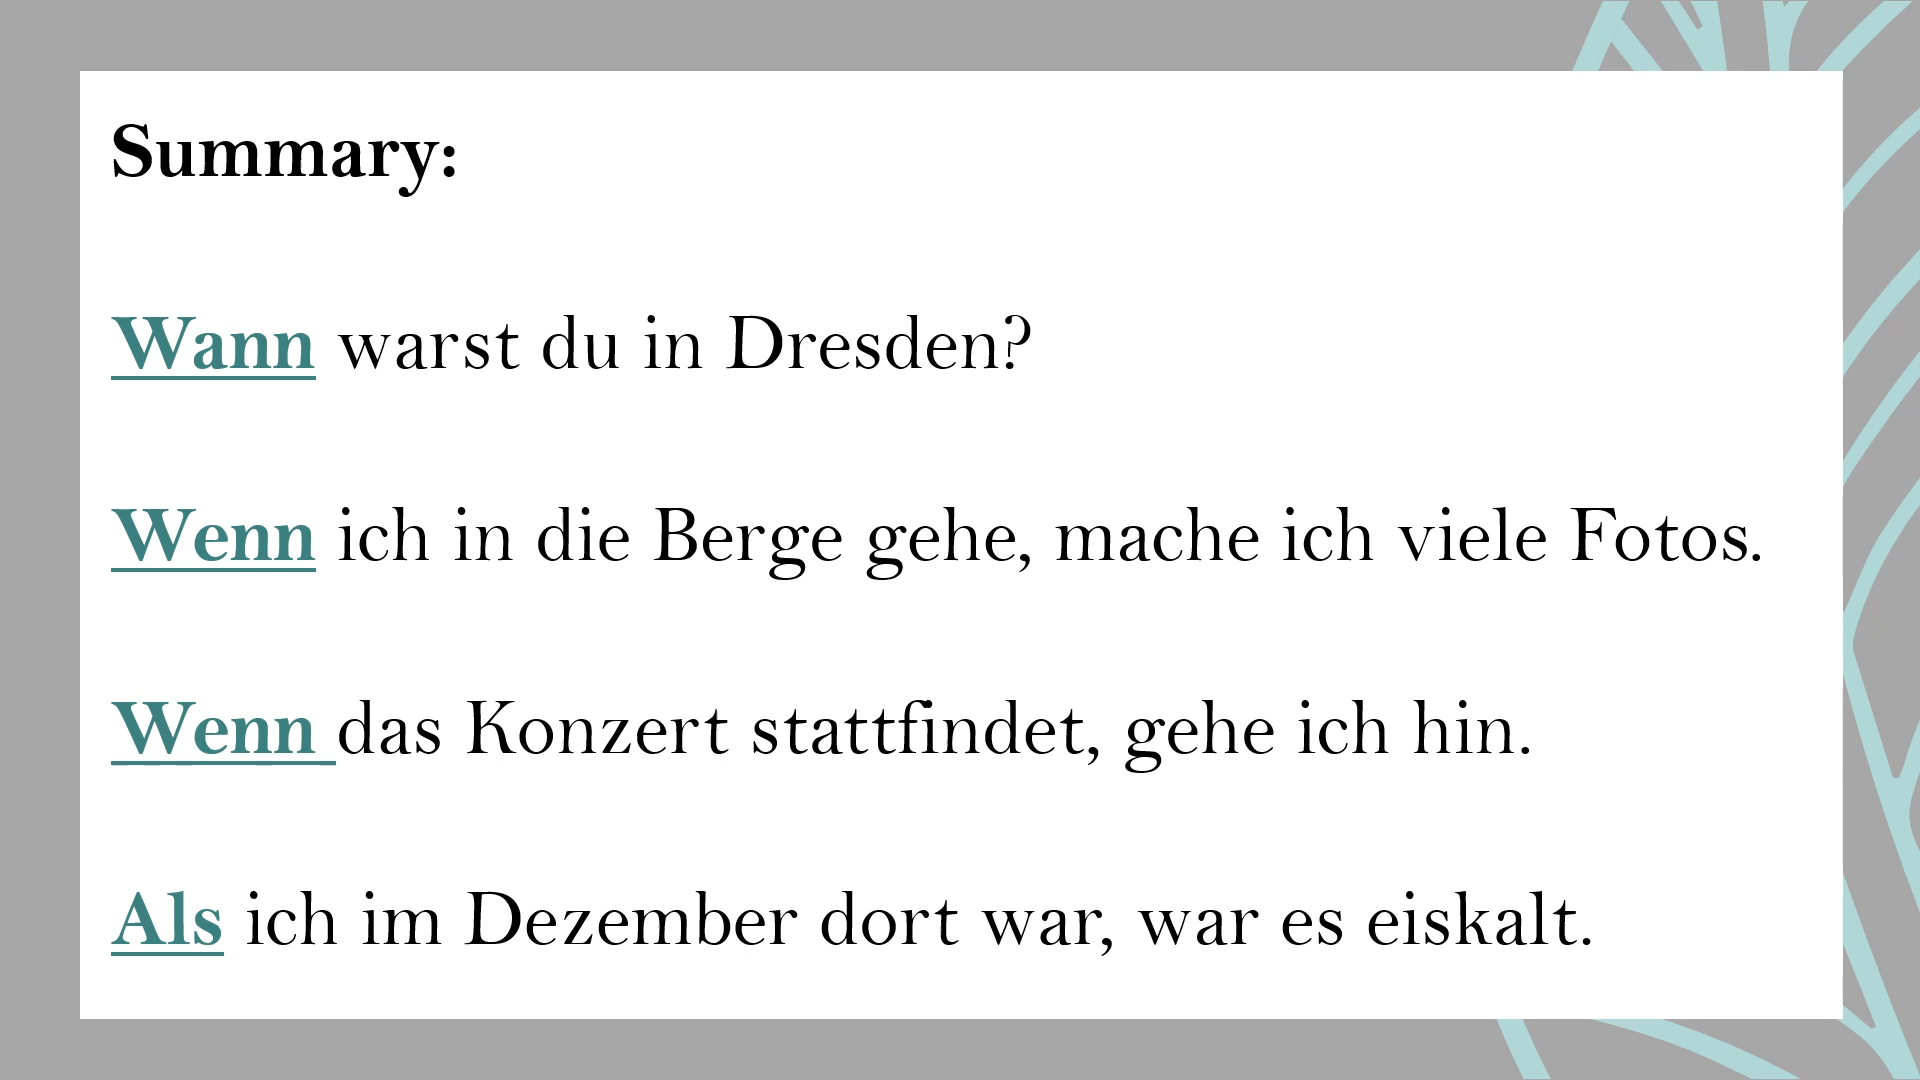 Summary:
Wann warst du in Dresden?
Wenn ich in die Berge gehe, mache ich viele Fotos.
Wenn das Konzert stattfindet, gehe ich hin.
Als ich im Dezember dort war, war es eiskalt.